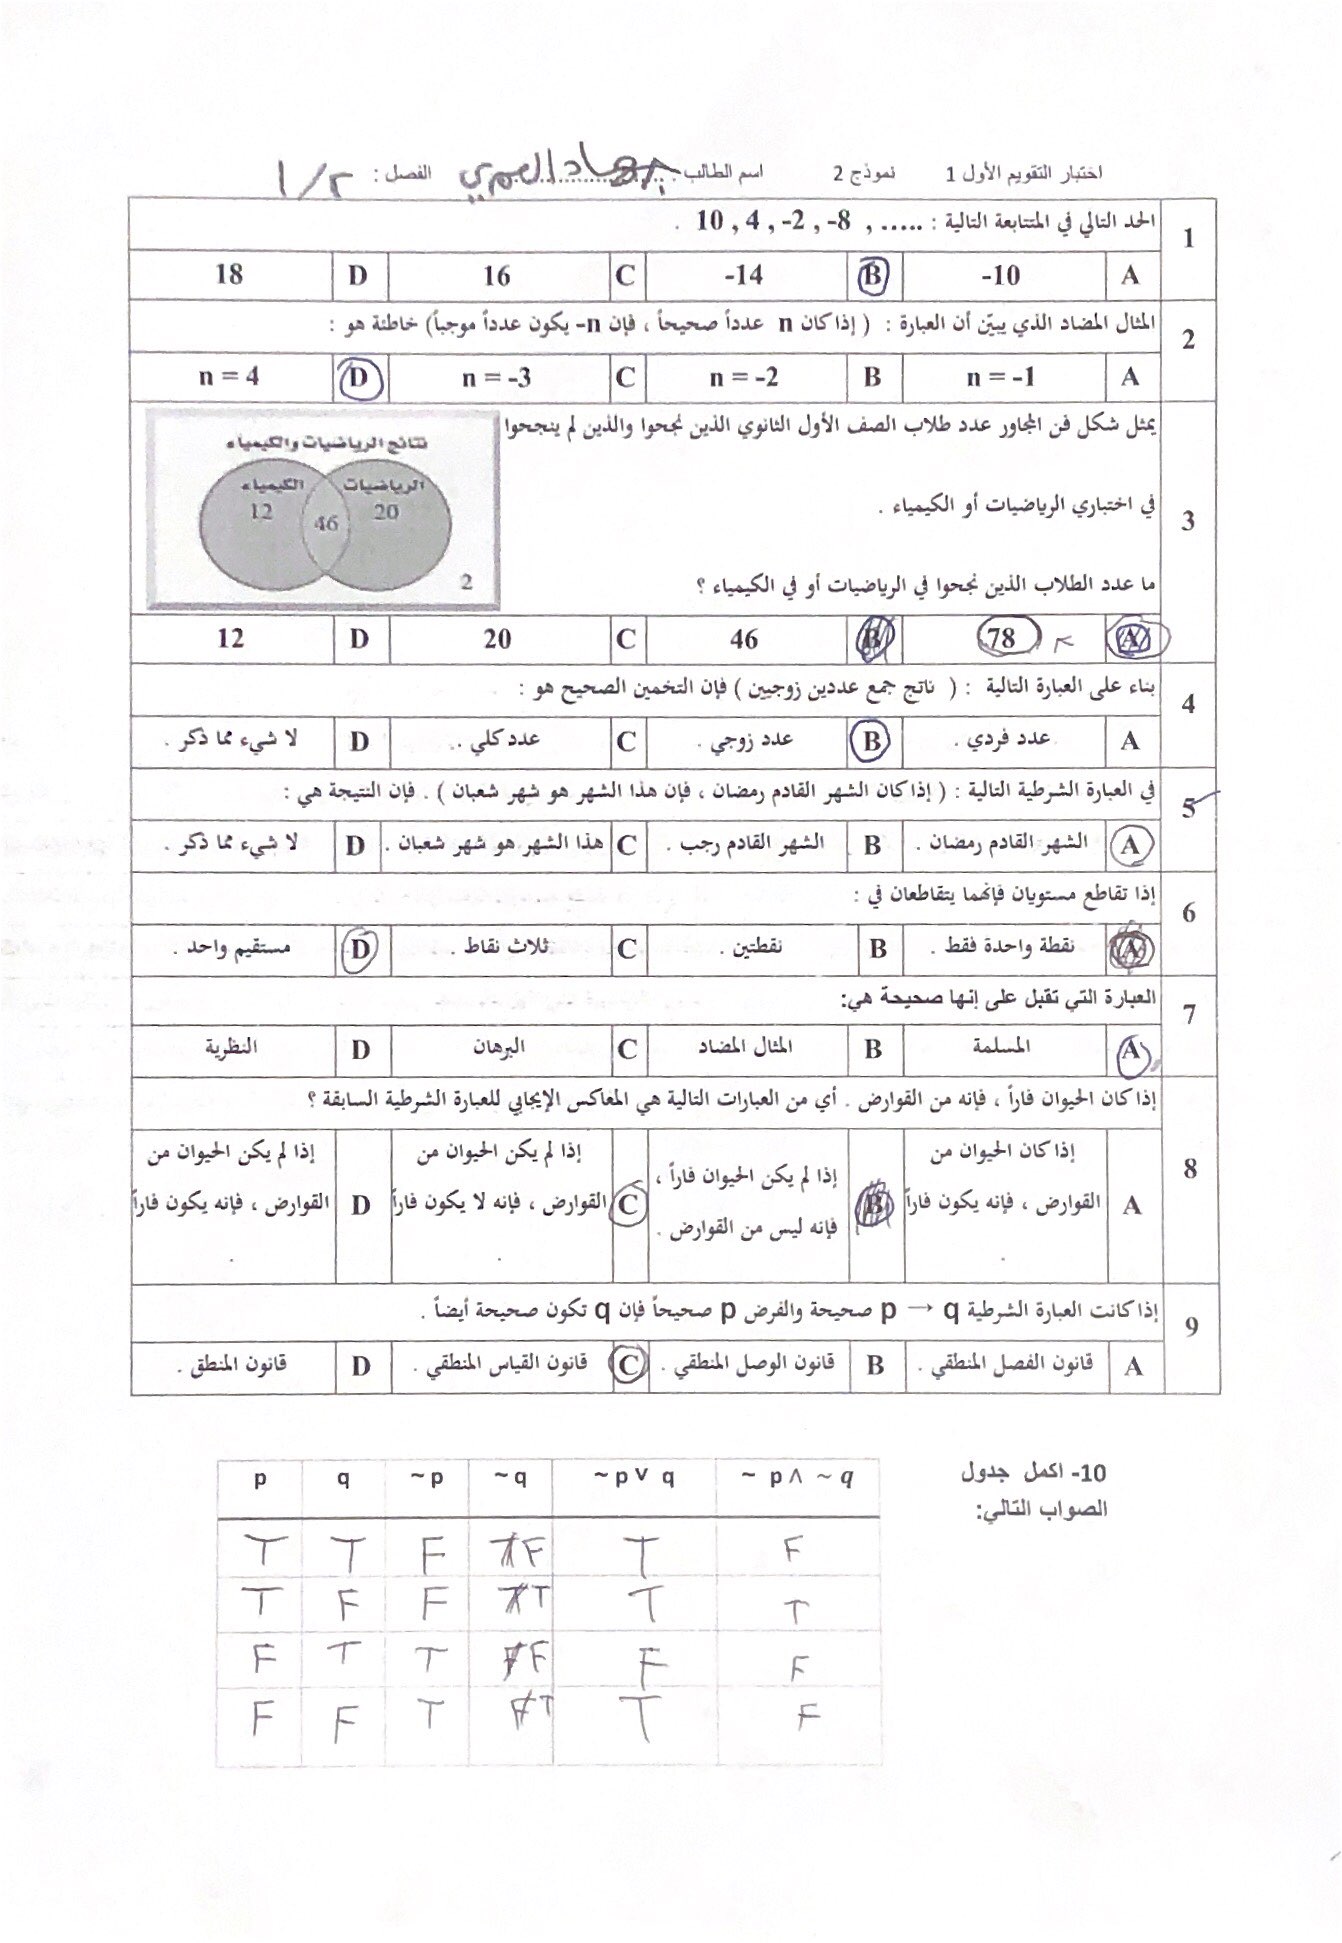 اختبار التقويم الأول 1 نموذج 2 اسم الطالب : جهاد العمري الفصل : ١/٢
1 الحد التالي في المتتابعة التالية : ..... , -8 , -2 , 4 , 10 .
A -10 B -14 C 16 D 18
2 المثال المضاد الذي يبيّن أن العبارة : ( إذا كان n عدداً صحيحاً ، فإن n- يكون عدداً موجباً) خاطئة هو :
A n = -1 B n = -2 C n = -3 D n = 4
3 يمثل شكل فن المجاور عدد طلاب الصف الأول الثانوي الذين نجحوا والذين لم ينجحوا
في اختباري الرياضيات أو الكيمياء .
ما عدد الطلاب الذين نجحوا في الرياضيات أو في الكيمياء ؟
نتائج الرياضيات والكيمياء
الرياضيات الكيمياء
20 46 12
2
A 78 B 46 C 20 D 12
4 بناء على العبارة التالية : ( ناتج جمع عددين زوجيين ) فإن التخمين الصحيح هو :
A عدد فردي . B عدد زوجي . C عدد كلي . D لا شيء مما ذكر .
5 في العبارة الشرطية التالية : ( إذا كان الشهر القادم رمضان ، فإن هذا الشهر هو شهر شعبان ) . فإن النتيجة هي :
A الشهر القادم رمضان . B الشهر القادم رجب . C هذا الشهر هو شهر شعبان . D لا شيء مما ذكر .
6 إذا تقاطع مستويان فإنهما يتقاطعان في :
A نقطة واحدة فقط . B نقطتين . C ثلاث نقاط . D مستقيم واحد .
7 العبارة التي تقبل على إنها صحيحة هي:
A المسلمة B المثال المضاد C البرهان D النظرية
8 إذا كان الحيوان فاراً ، فإنه من القوارض . أي من العبارات التالية هي المعاكس الإيجابي للعبارة الشرطية السابقة ؟
A إذا كان الحيوان من القوارض ، فإنه يكون فاراً .
B إذا لم يكن الحيوان فاراً ، فإنه ليس من القوارض .
C إذا لم يكن الحيوان من القوارض ، فإنه لا يكون فاراً .
D إذا لم يكن الحيوان من القوارض ، فإنه يكون فاراً .
9 إذا كانت العبارة الشرطية p → q صحيحة والفرض p صحيحاً فإن q تكون صحيحة أيضاً .
A قانون الفصل المنطقي . B قانون الوصل المنطقي . C قانون القياس المنطقي . D قانون المنطق .
10- اكمل جدول
الصواب التالي:
p q ~p ~q ~p ∨ q ~ p ∧ ~q
T T F F T F
T F F T T T
F T T F F F
F F T T T F